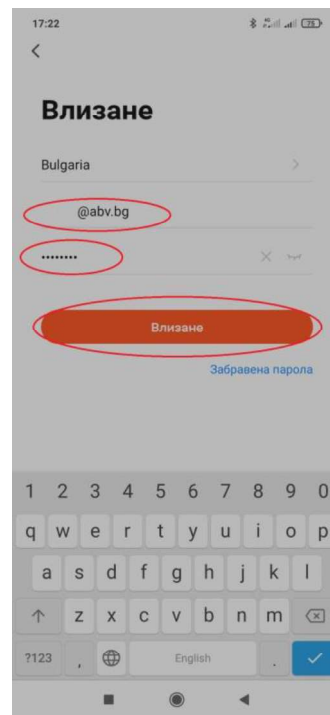 17:22
75
Влизане
Bulgaria
@abv.bg
Влизане
Забравена парола
1 2 3 4 5 6 7 8 9 0
q w e r t y u i o p
a s d f g h j k l
z x c v b n m
?123 , English .